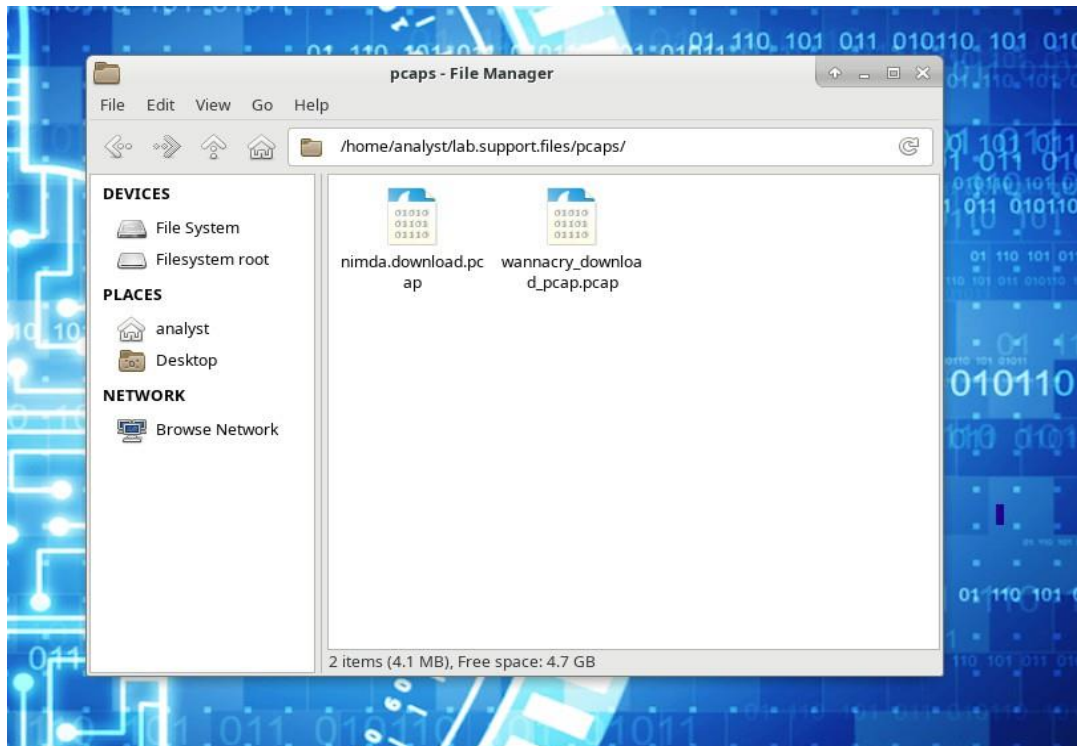 pcaps - File Manager
File Edit View Go Help
/home/analyst/lab.support.files/pcaps/
DEVICES
File System
Filesystem root
PLACES
analyst
Desktop
NETWORK
Browse Network
nimda.download.pc
ap
wannacry_downloa
d_pcap.pcap
2 items (4.1 MB), Free space: 4.7 GB